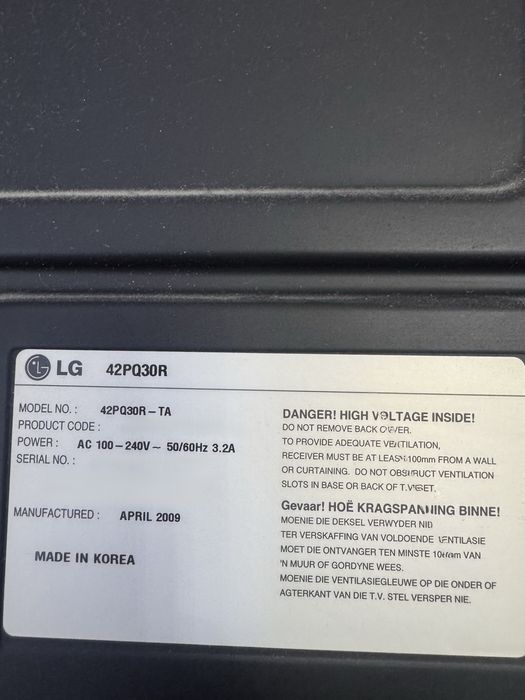 LG 42PQ30R
MODEL NO. : 42PQ30R-TA
PRODUCT CODE :
POWER : AC 100-240V~ 50/60Hz 3.2A
SERIAL NO. :
MANUFACTURED : APRIL 2009
MADE IN KOREA
DANGER! HIGH VOLTAGE INSIDE!
DO NOT REMOVE BACK COVER.
TO PROVIDE ADEQUATE VENTILATION,
RECEIVER MUST BE AT LEAST 100mm FROM A WALL
OR CURTAINING. DO NOT OBSTRUCT VENTILATION
SLOTS IN BASE OR BACK OF T.V. SET.
Gevaar! HOË KRAGSPANNING BINNE!
MOENIE DIE DEKSEL VERWYDER NIE
TER VERSKAFFING VAN VOLDOENDE VENTILASIE
MOET DIE ONTVANGER TEN MINSTE 100mm VAN
'N MUUR OF GORDYNE WEES.
MOENIE DIE VENTILASIEGLEUWE OP DIE ONDER OF
AGTERKANT VAN DIE T.V. STEL VERSPER NIE.